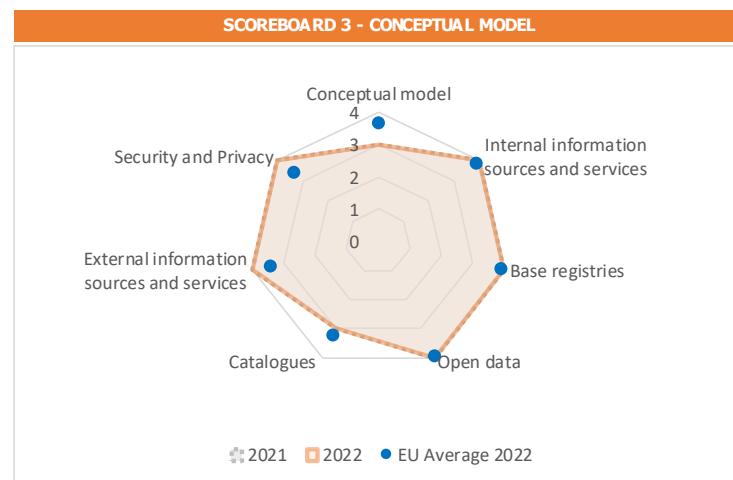 SCOREBOARD 3 - CONCEPTUAL MODEL
Conceptual model
4
3
2
1
0
Internal information
sources and services
Security and Privacy
External information
sources and services
Base registries
Catalogues
Open data
2021
2022
EU Average 2022